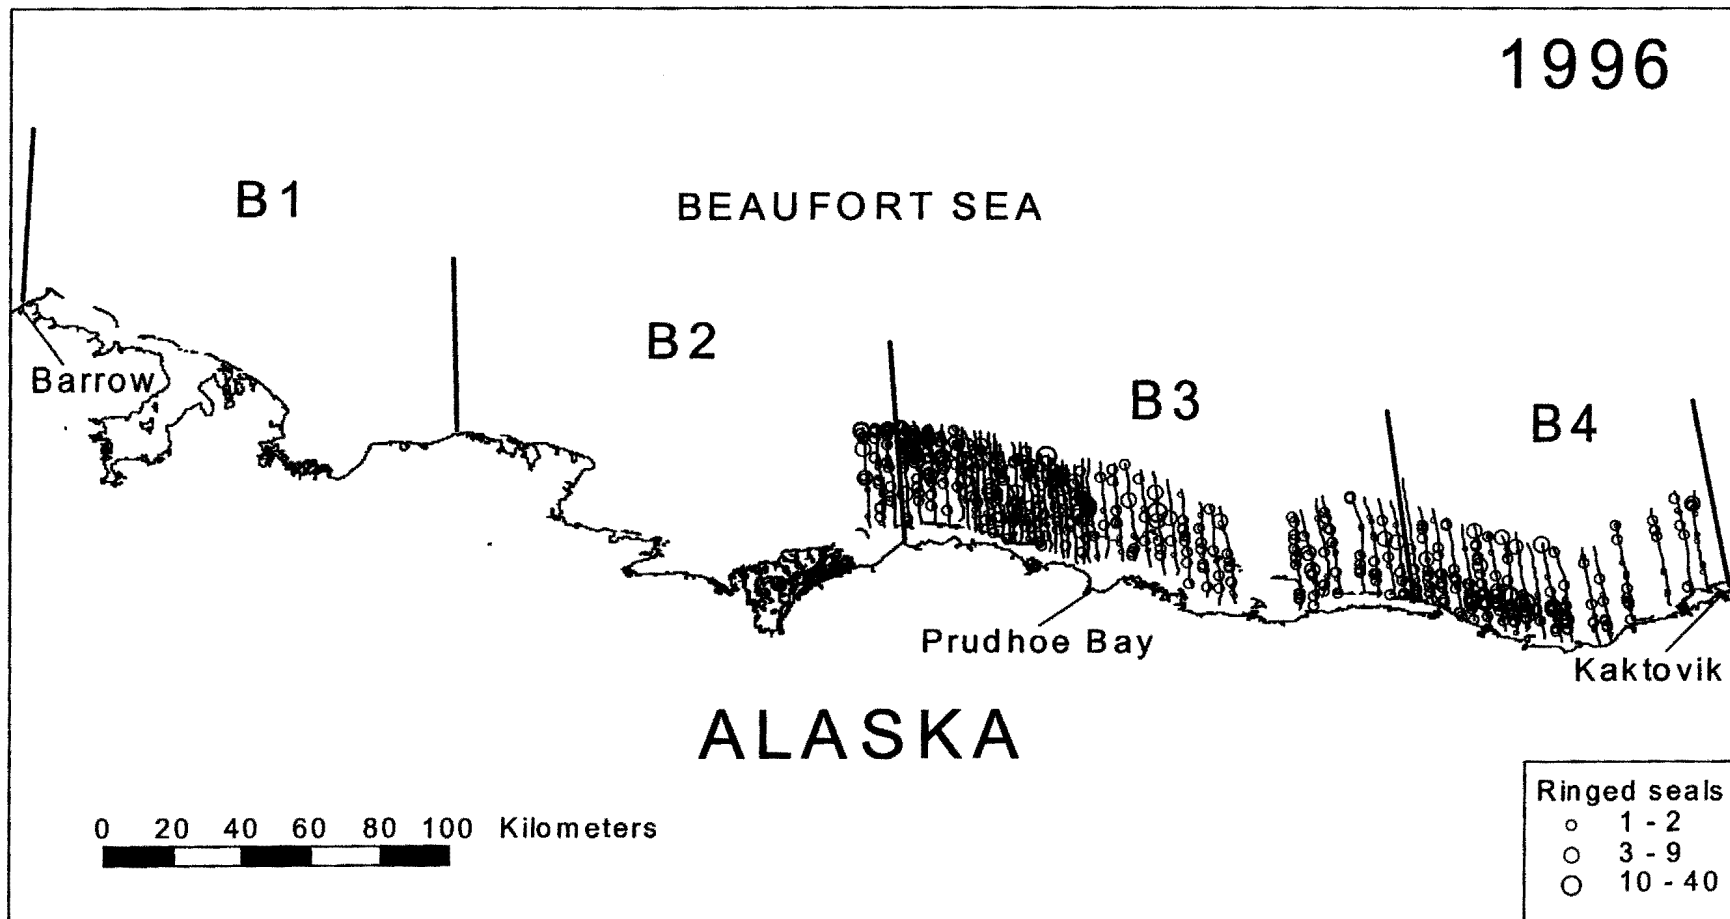 1996
B1
BEAUFORT SEA
B2
B3
B4
Barrow
Prudhoe Bay
Kaktovik
ALASKA
0 20 40 60 80 100 Kilometers
Ringed seals
1 - 2
3 - 9
10 - 40